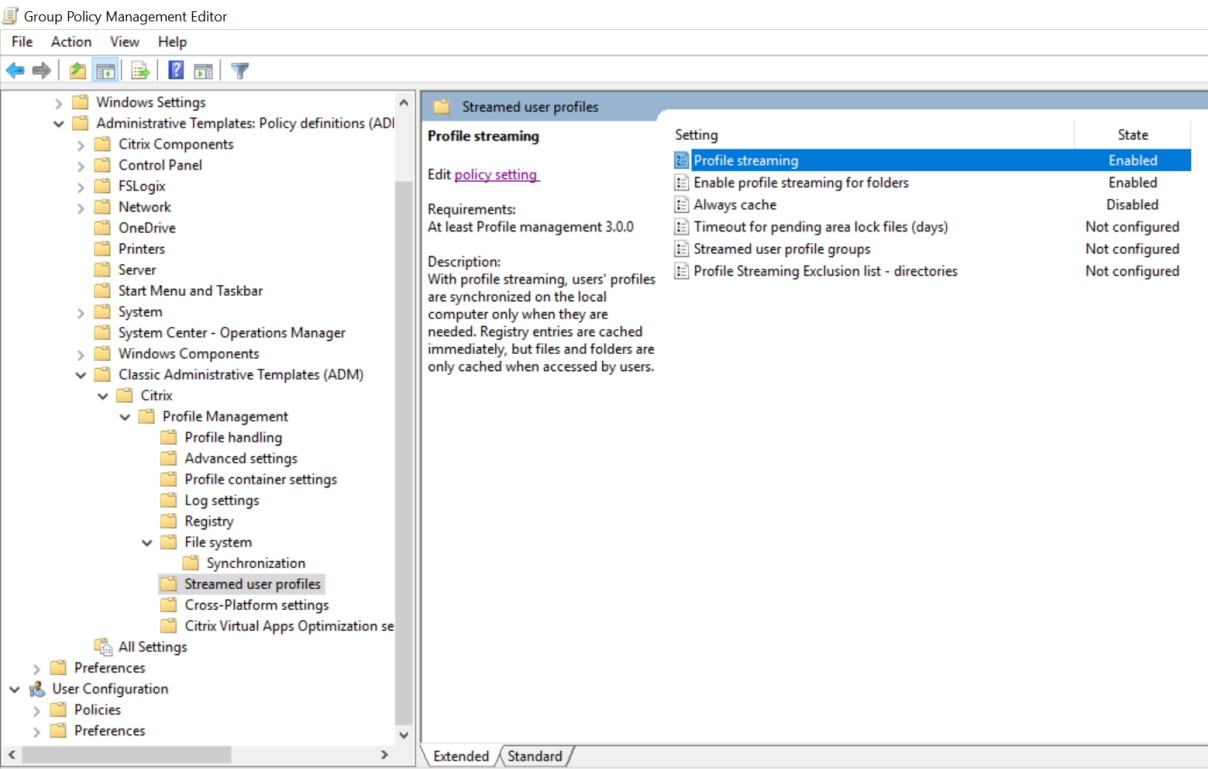 Group Policy Management Editor
File Action View Help
Windows Settings
Administrative Templates: Policy definitions (ADI
Citrix Components
Control Panel
FSLogix
Network
OneDrive
Printers
Server
Start Menu and Taskbar
System
System Center - Operations Manager
Windows Components
Classic Administrative Templates (ADM)
Citrix
Profile Management
Profile handling
Advanced settings
Profile container settings
Log settings
Registry
File system
Synchronization
Streamed user profiles
Cross-Platform settings
Citrix Virtual Apps Optimization se
All Settings
Preferences
User Configuration
Policies
Preferences
Streamed user profiles
Profile streaming
Edit policy setting
Requirements:
At least Profile management 3.0.0
Description:
With profile streaming, users' profiles
are synchronized on the local
computer only when they are
needed. Registry entries are cached
immediately, but files and folders are
only cached when accessed by users.
Setting State
Profile streaming Enabled
Enable profile streaming for folders Enabled
Always cache Disabled
Timeout for pending area lock files (days) Not configured
Streamed user profile groups Not configured
Profile Streaming Exclusion list - directories Not configured
Extended Standard